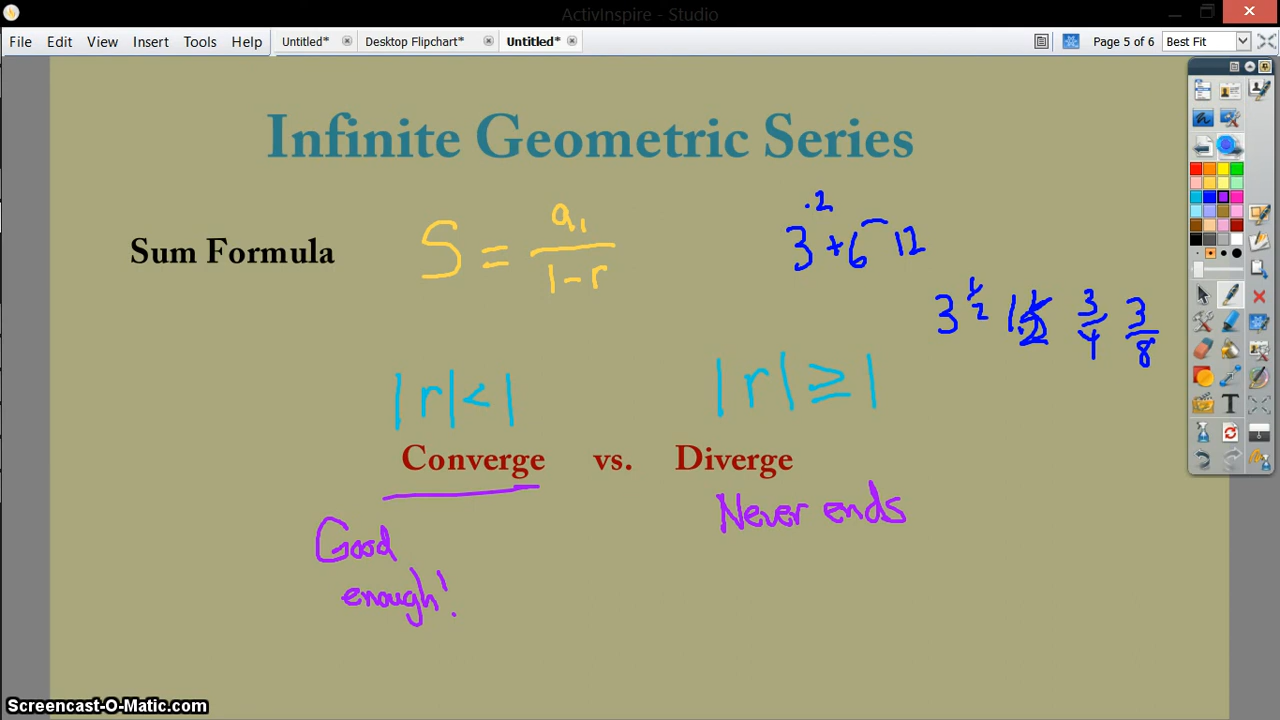 ActivInspire - Studio
File Edit View Insert Tools Help Untitled* Desktop Flipchart* Untitled* Page 5 of 6 Best Fit
Infinite Geometric Series
Sum Formula S = a₁ / 1-r
·2
3+6 12
3 1/2 1.5 3/4 3/8
|r|<1 |r|≥1
Converge vs. Diverge
Good Never ends
enough!
Screencast-O-Matic.com